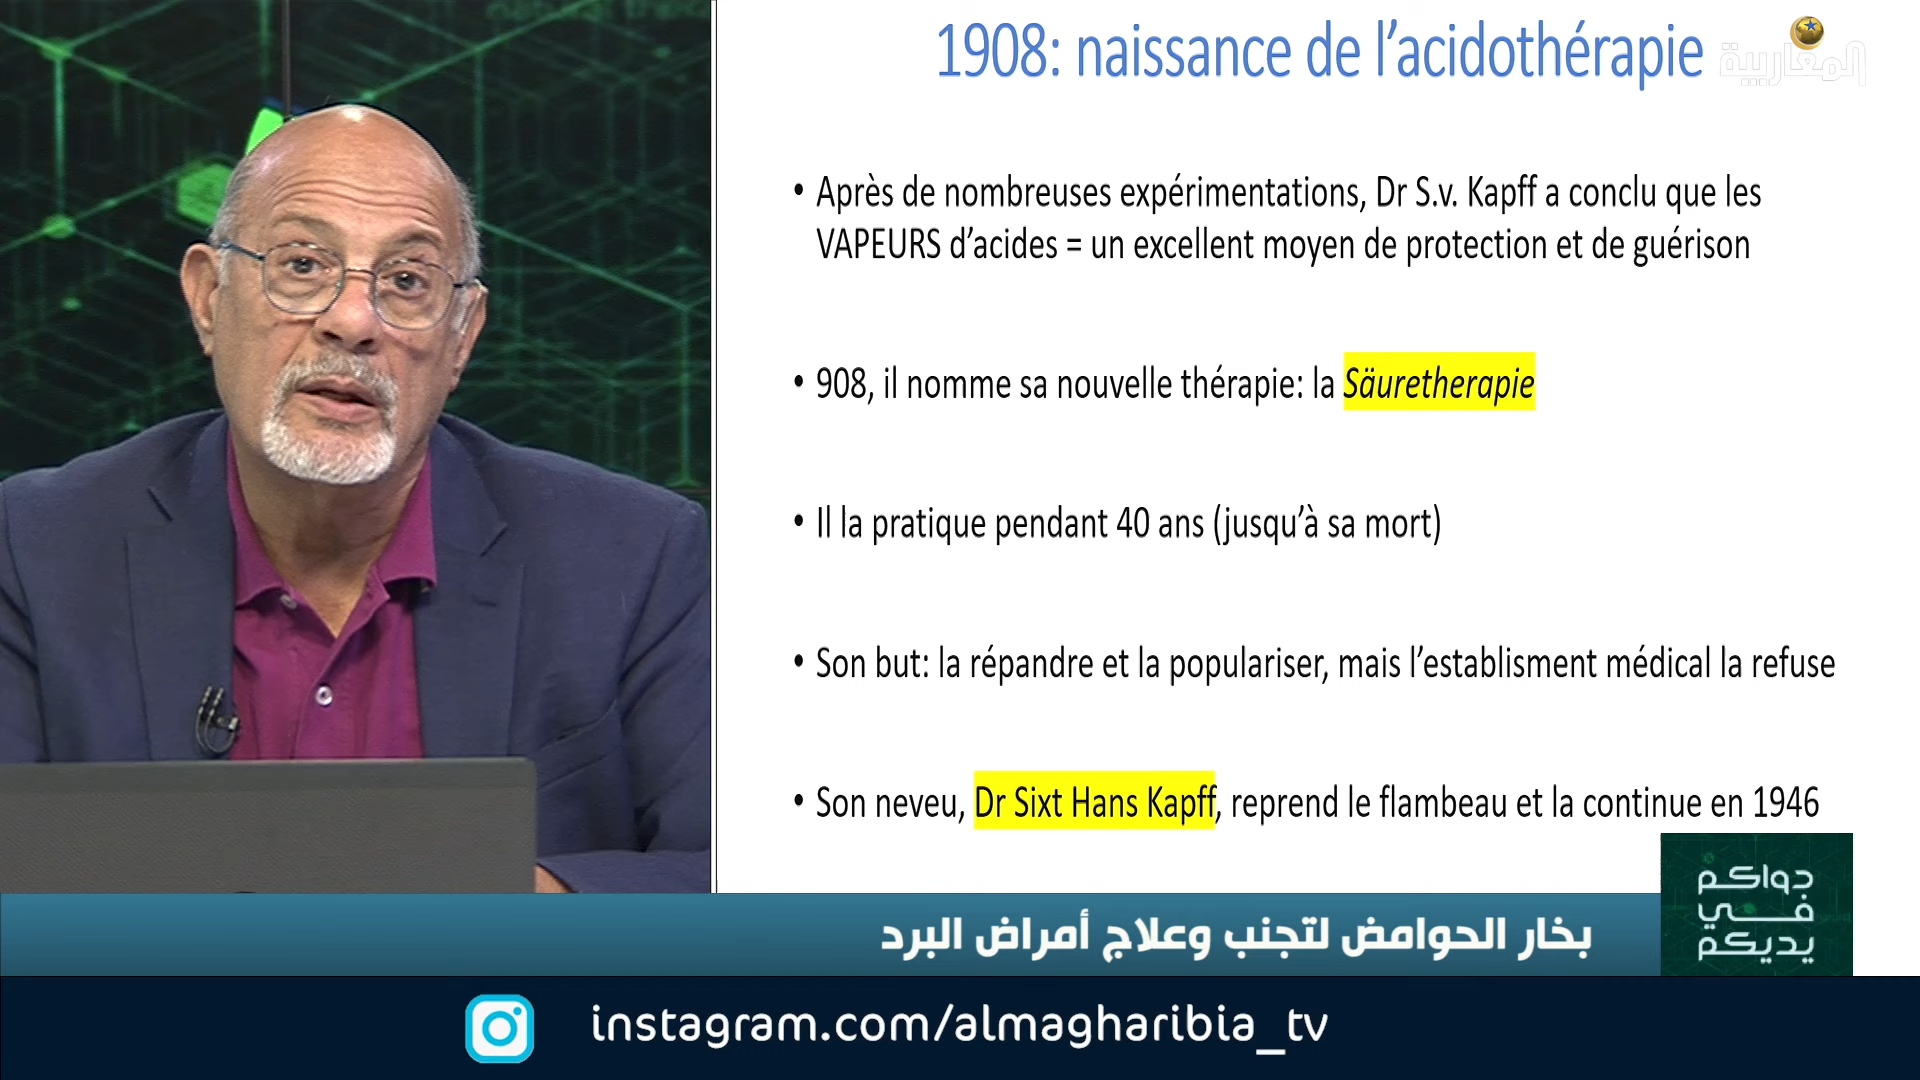 1908: naissance de l’acidothérapie
المغاربية
• Après de nombreuses expérimentations, Dr S.v. Kapff a conclu que les
VAPEURS d’acides = un excellent moyen de protection et de guérison
• 908, il nomme sa nouvelle thérapie: la Säuretherapie
• Il la pratique pendant 40 ans (jusqu’à sa mort)
• Son but: la répandre et la populariser, mais l’establisment médical la refuse
• Son neveu, Dr Sixt Hans Kapff, reprend le flambeau et la continue en 1946
دواكم
في
يديكم
بخار الحوامض لتجنب وعلاج أمراض البرد
instagram.com/almagharibia_tv